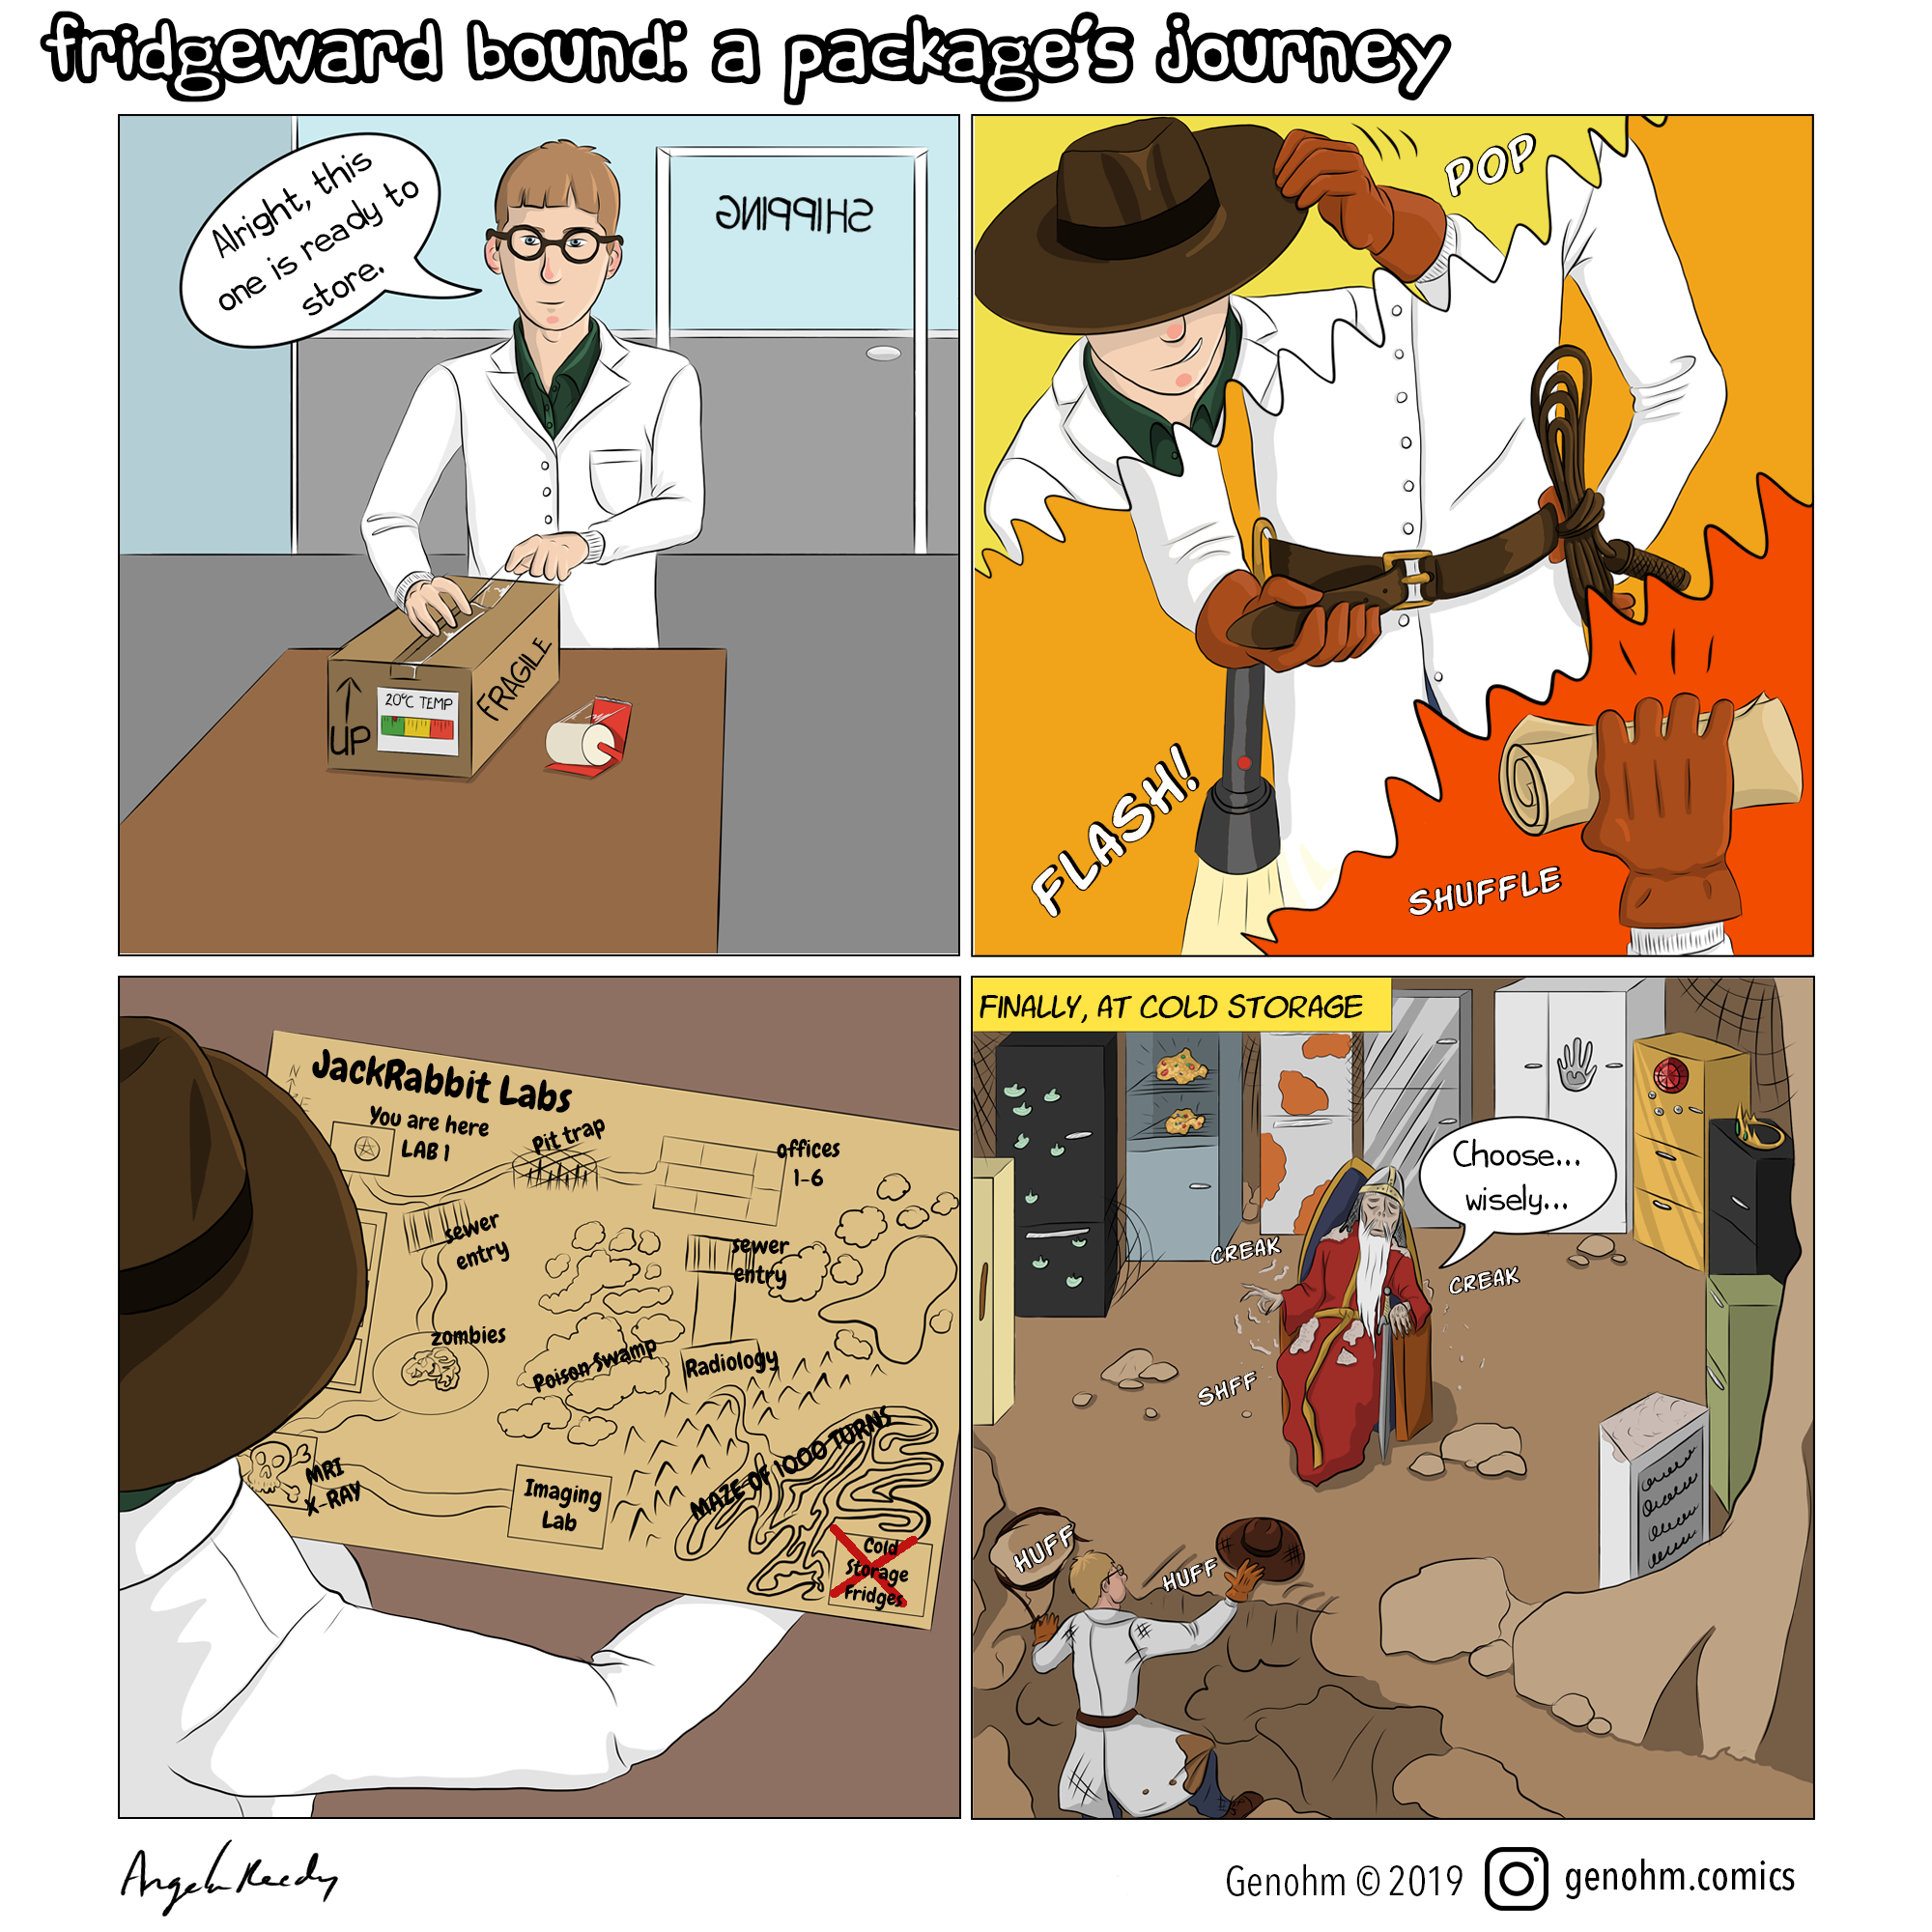 fridgeward bound: a package's journey
Alright, this
one is ready to
store.
SHIPPING
20°C TEMP
UP
FRAGILE
POP
FLASH!
SHUFFLE
JackRabbit Labs
N
E
You are here
LAB 1
Pit trap
offices
1-6
sewer
entry
sewer
entry
zombies
Poison Swamp
Radiology
MAZE OF 1000 TURNS
MRI
X-RAY
Imaging
Lab
Cold
Storage
Fridges
FINALLY, AT COLD STORAGE
Choose...
wisely...
CREAK
CREAK
SHFF
HUFF
HUFF
Angela Reedy
Genohm © 2019 genohm.comics